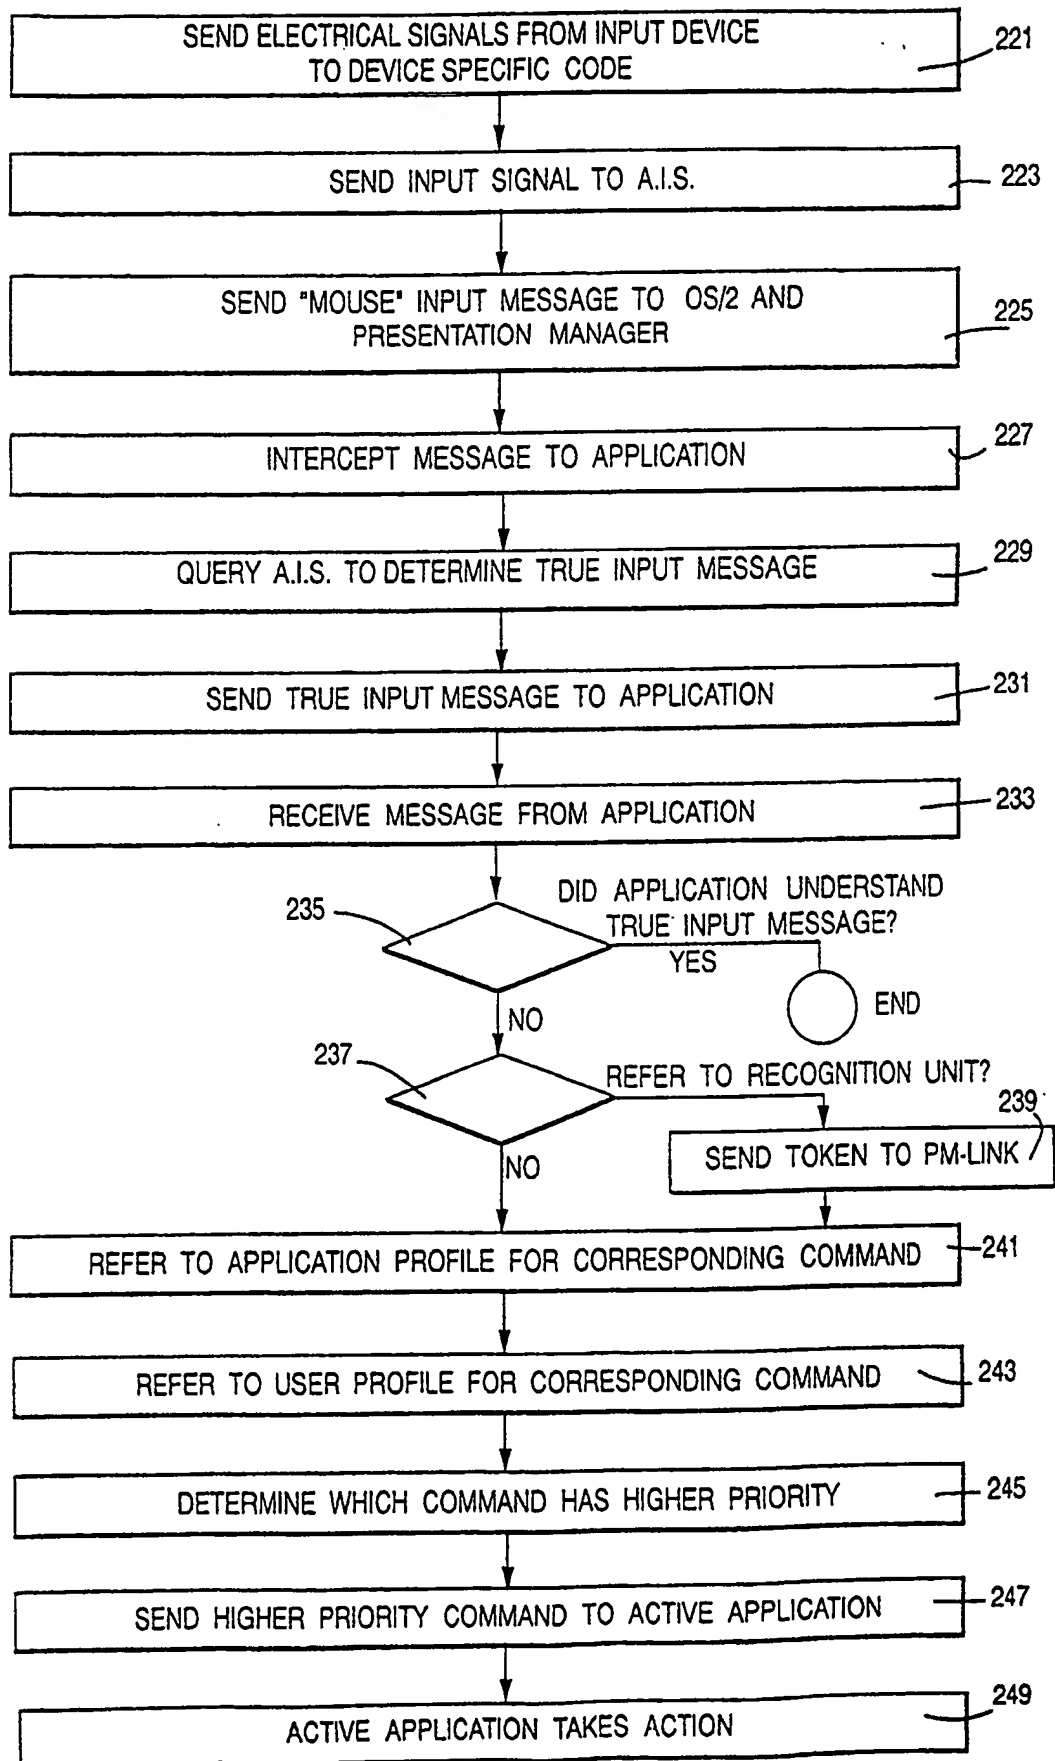 SEND ELECTRICAL SIGNALS FROM INPUT DEVICE
TO DEVICE SPECIFIC CODE
221
SEND INPUT SIGNAL TO A.I.S.
223
SEND "MOUSE" INPUT MESSAGE TO OS/2 AND
PRESENTATION MANAGER
225
INTERCEPT MESSAGE TO APPLICATION
227
QUERY A.I.S. TO DETERMINE TRUE INPUT MESSAGE
229
SEND TRUE INPUT MESSAGE TO APPLICATION
231
RECEIVE MESSAGE FROM APPLICATION
233
235
DID APPLICATION UNDERSTAND
TRUE INPUT MESSAGE?
YES
END
NO
237
REFER TO RECOGNITION UNIT?
239
SEND TOKEN TO PM-LINK
NO
REFER TO APPLICATION PROFILE FOR CORRESPONDING COMMAND
241
REFER TO USER PROFILE FOR CORRESPONDING COMMAND
243
DETERMINE WHICH COMMAND HAS HIGHER PRIORITY
245
SEND HIGHER PRIORITY COMMAND TO ACTIVE APPLICATION
247
ACTIVE APPLICATION TAKES ACTION
249